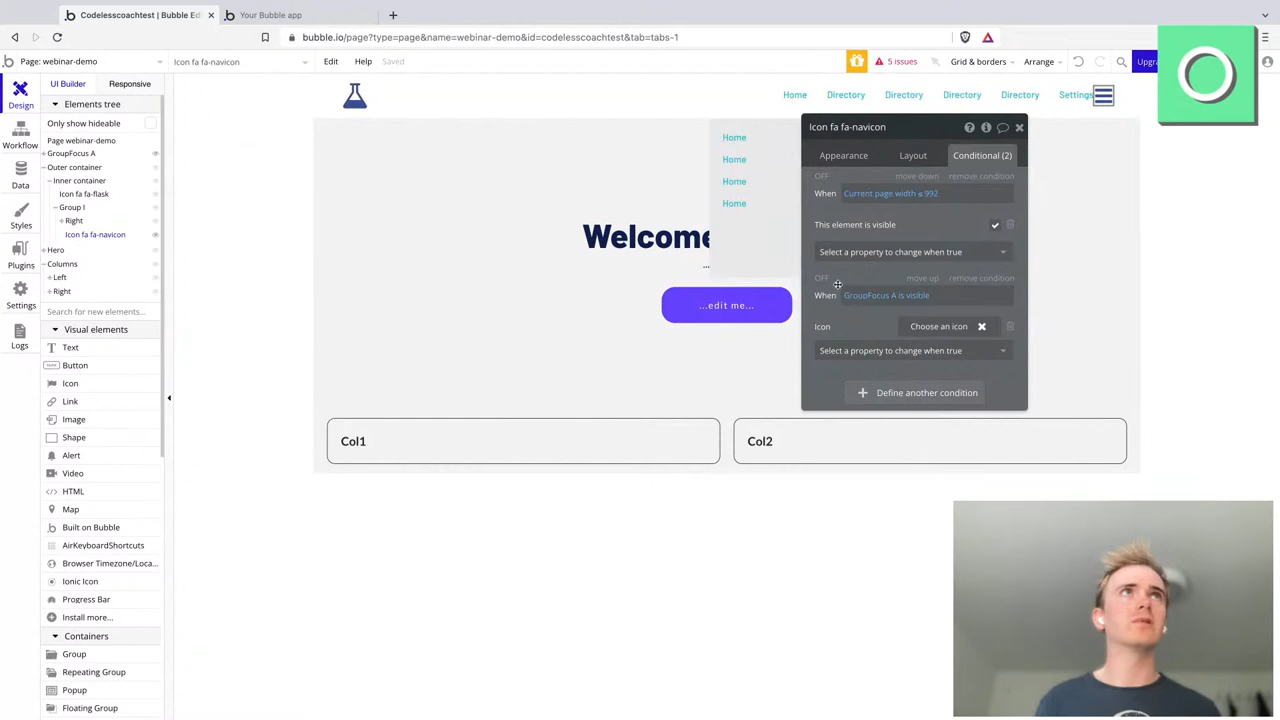 Codelesscoachtest | Bubble Ed
Your Bubble app
bubble.io/page?type=page&name=webinar-demo&id=codelesscoachtest&tab=tabs-1
Page: webinar-demo
Icon fa fa-navicon
Edit
Help
Saved
5 issues
Grid & borders
Arrange
Upgr
Design
Workflow
Data
Styles
Plugins
Settings
Logs
UI Builder
Responsive
Elements tree
Only show hideable
Page webinar-demo
GroupFocus A
Outer container
Inner container
Icon fa fa-flask
Group I
Right
Icon fa fa-navicon
Hero
Columns
Left
Right
Search for new elements...
Visual elements
Text
Button
Icon
Link
Image
Shape
Alert
Video
HTML
Map
Built on Bubble
AirKeyboardShortcuts
Browser Timezone/Loca...
Ionic Icon
Progress Bar
Install more...
Containers
Group
Repeating Group
Popup
Floating Group
Home
Directory
Directory
Directory
Directory
Settings
Home
Home
Home
Home
Welcome
...
...edit me...
Col1
Col2
Icon fa fa-navicon
Appearance
Layout
Conditional (2)
OFF
move down
remove condition
When
Current page width ≤ 992
This element is visible
Select a property to change when true
OFF
move up
remove condition
When
GroupFocus A is visible
Icon
Choose an icon
Select a property to change when true
Define another condition